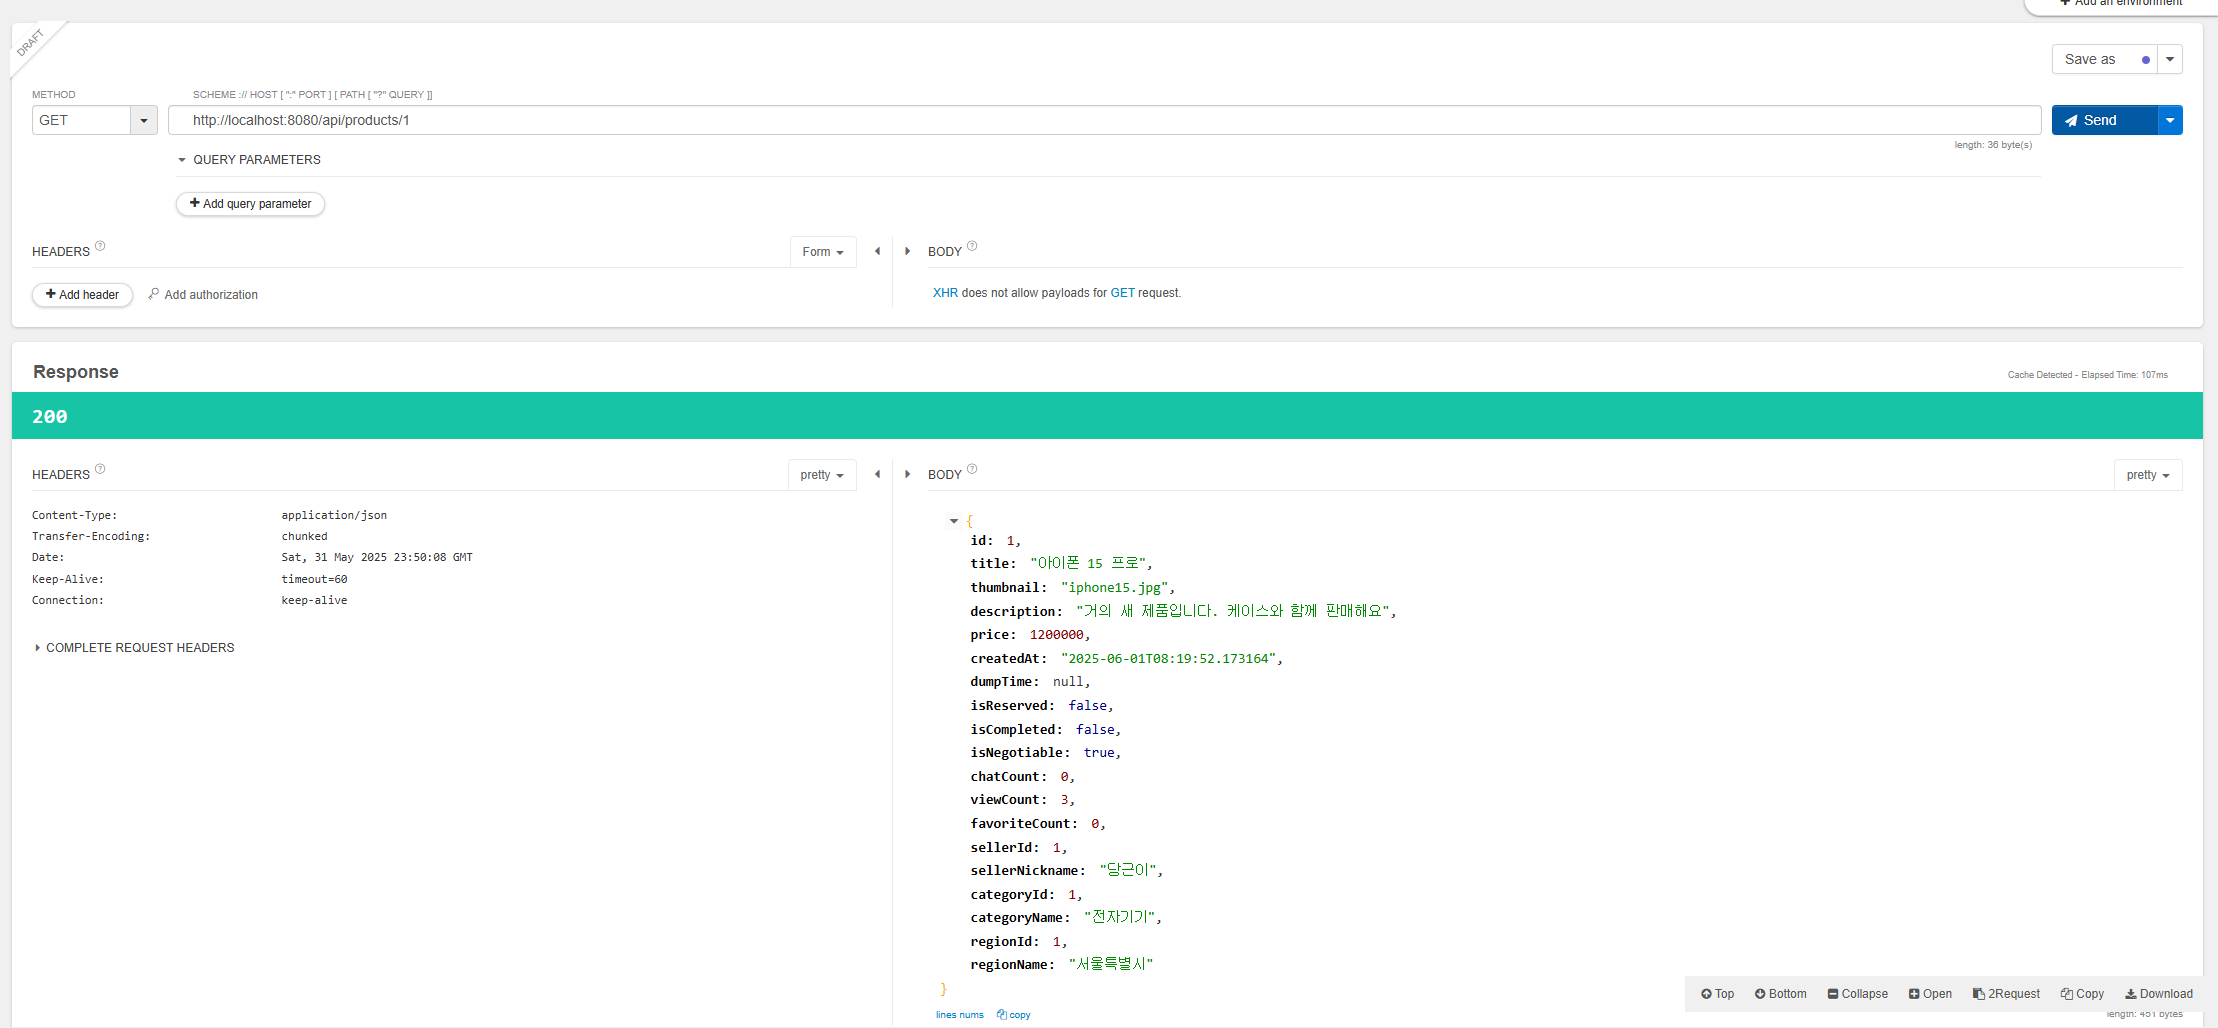 + Add an environment
DRAFT
Save as
METHOD
SCHEME :// HOST [ ":" PORT ] [ PATH [ "?" QUERY ]]
GET
http://localhost:8080/api/products/1
Send
length: 36 byte(s)
QUERY PARAMETERS
+ Add query parameter
HEADERS ?
Form
BODY ?
+ Add header
Add authorization
XHR does not allow payloads for GET request.
Response
Cache Detected - Elapsed Time: 107ms
200
HEADERS ?
pretty
BODY ?
pretty
Content-Type: application/json
Transfer-Encoding: chunked
Date: Sat, 31 May 2025 23:50:08 GMT
Keep-Alive: timeout=60
Connection: keep-alive
COMPLETE REQUEST HEADERS
{
id: 1,
title: "아이폰 15 프로",
thumbnail: "iphone15.jpg",
description: "거의 새 제품입니다. 케이스와 함께 판매해요",
price: 1200000,
createdAt: "2025-06-01T08:19:52.173164",
dumpTime: null,
isReserved: false,
isCompleted: false,
isNegotiable: true,
chatCount: 0,
viewCount: 3,
favoriteCount: 0,
sellerId: 1,
sellerNickname: "당근이",
categoryId: 1,
categoryName: "전자기기",
regionId: 1,
regionName: "서울특별시"
}
Top
Bottom
Collapse
Open
2Request
Copy
Download
lines nums
copy
length: 451 bytes